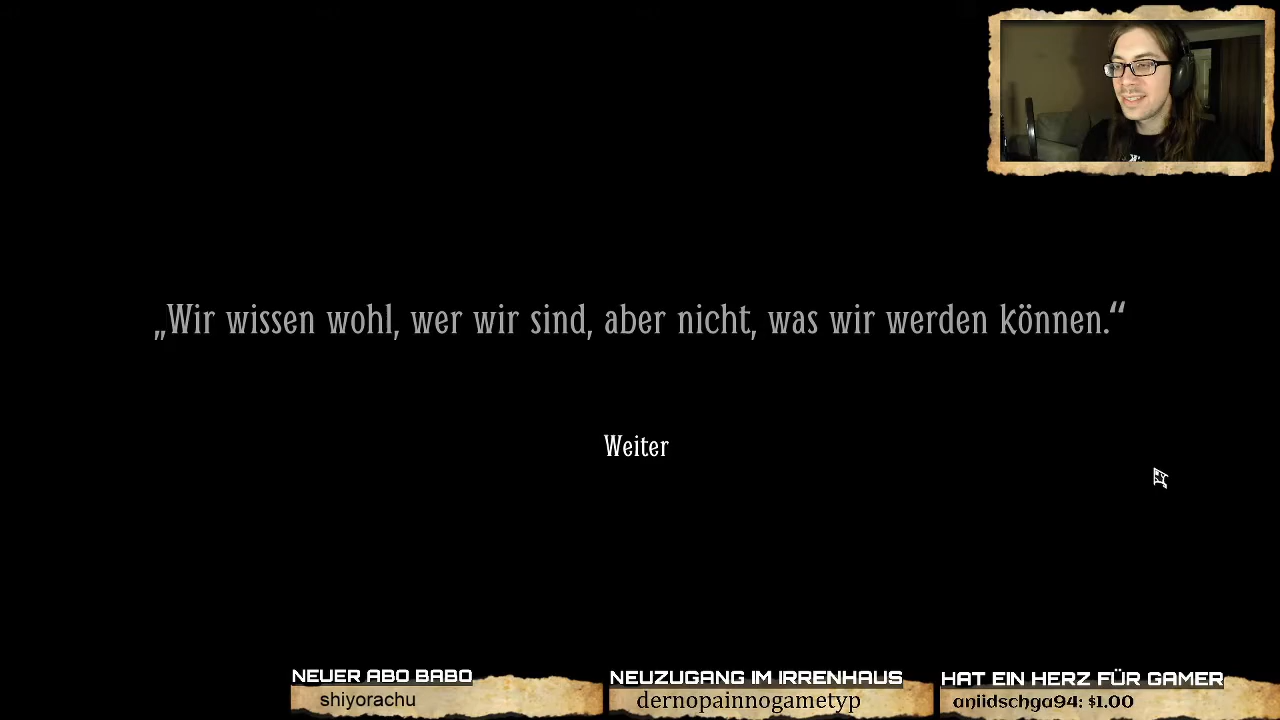 „Wir wissen wohl, wer wir sind, aber nicht, was wir werden können.“
Weiter
NEUER ABO BABO
shiyorachu
NEUZUGANG IM IRRENHAUS
dernopainnogametyp
HAT EIN HERZ FÜR GAMER
anjidschga94: $1.00